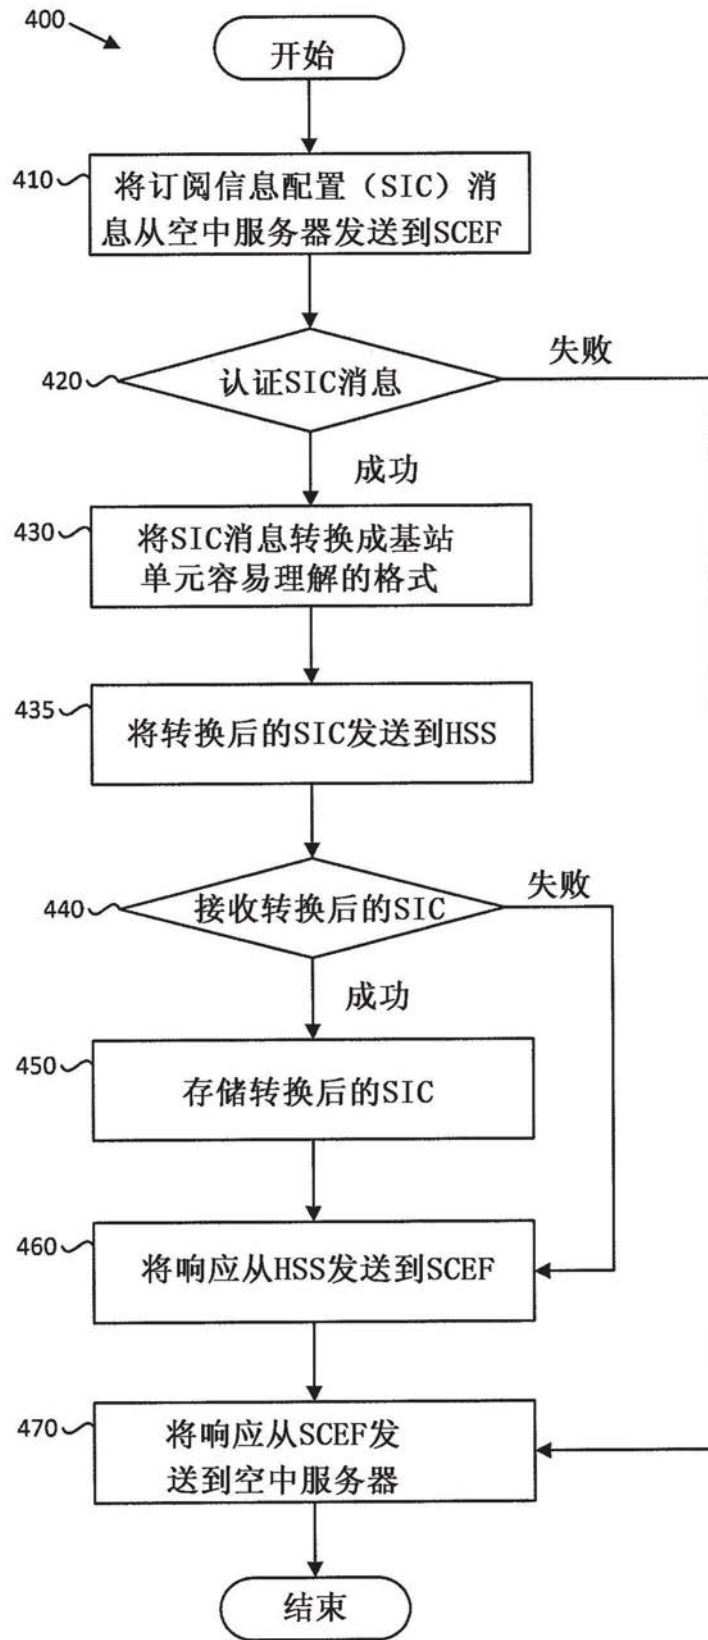 400
开始
410
将订阅信息配置（SIC）消
息从空中服务器发送到SCEF
失败
420
认证SIC消息
成功
430
将SIC消息转换成基站
单元容易理解的格式
435
将转换后的SIC发送到HSS
失败
440
接收转换后的SIC
成功
450
存储转换后的SIC
460
将响应从HSS发送到SCEF
470
将响应从SCEF发
送到空中服务器
结束